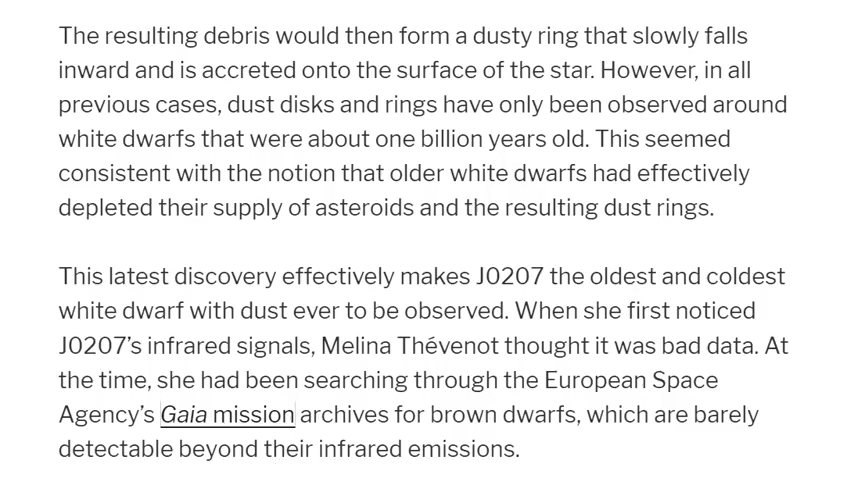 The resulting debris would then form a dusty ring that slowly falls
inward and is accreted onto the surface of the star. However, in all
previous cases, dust disks and rings have only been observed around
white dwarfs that were about one billion years old. This seemed
consistent with the notion that older white dwarfs had effectively
depleted their supply of asteroids and the resulting dust rings.
This latest discovery effectively makes J0207 the oldest and coldest
white dwarf with dust ever to be observed. When she first noticed
J0207’s infrared signals, Melina Thévenot thought it was bad data. At
the time, she had been searching through the European Space
Agency’s Gaia mission archives for brown dwarfs, which are barely
detectable beyond their infrared emissions.